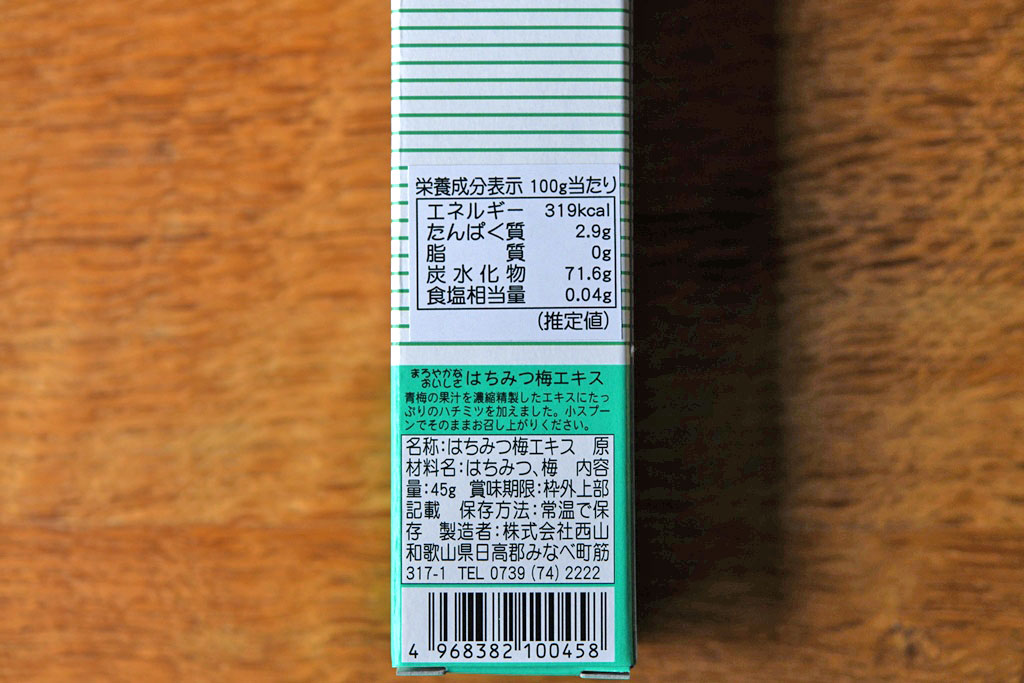 栄養成分表示 100g当たり
エネルギー 319kcal
たんぱく質 2.9g
脂質 0g
炭水化物 71.6g
食塩相当量 0.04g
(推定値)
まろやかな
おいしさ はちみつ梅エキス
青梅の果汁を濃縮精製したエキスにたっ
ぷりのハチミツを加えました。小スプー
ンでそのままお召し上がりください。
名称:はちみつ梅エキス 原
材料名:はちみつ、梅 内容
量:45g 賞味期限:枠外上部
記載 保存方法:常温で保
存 製造者:株式会社西山
和歌山県日高郡みなべ町筋
317-1 TEL 0739 (74) 2222
4 968382 100458